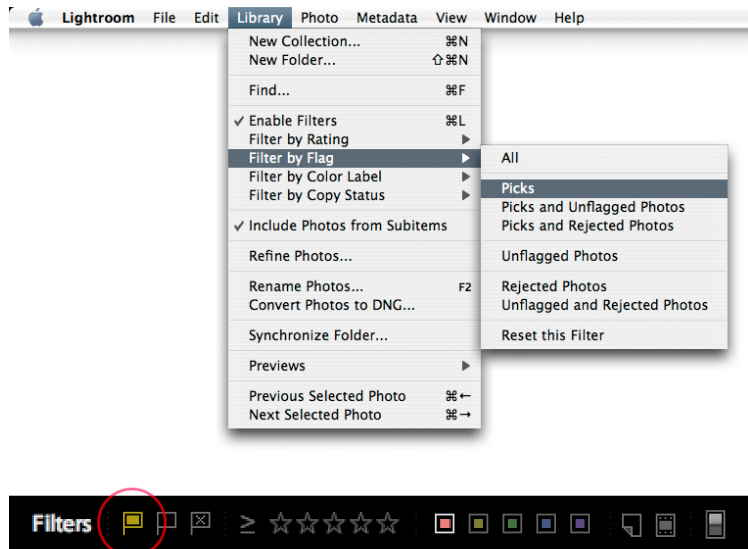 Lightroom File Edit Library Photo Metadata View Window Help
New Collection... ⌘N
New Folder... ⇧⌘N
Find... ⌘F
✓ Enable Filters ⌘L
Filter by Rating ▶
Filter by Flag ▶
Filter by Color Label ▶
Filter by Copy Status ▶
✓ Include Photos from Subitems
Refine Photos...
Rename Photos... F2
Convert Photos to DNG...
Synchronize Folder...
Previews ▶
Previous Selected Photo ⌘←
Next Selected Photo ⌘→
All
Picks
Picks and Unflagged Photos
Picks and Rejected Photos
Unflagged Photos
Rejected Photos
Unflagged and Rejected Photos
Reset this Filter
Filters